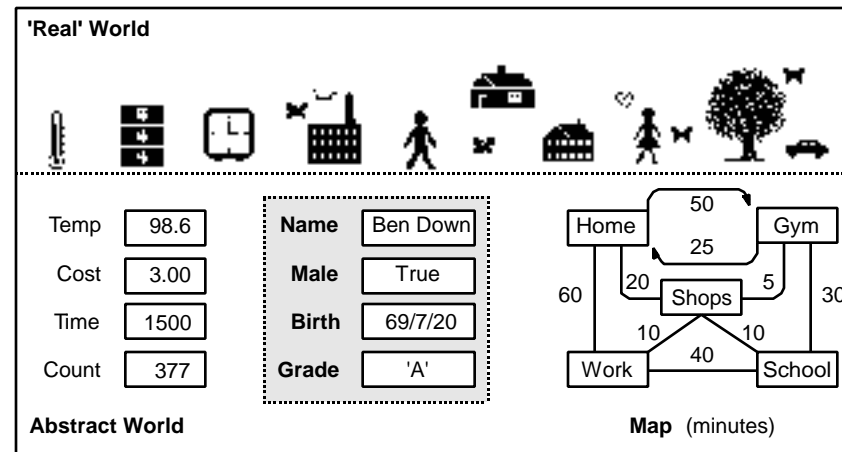 'Real' World
Temp 98.6
Cost 3.00
Time 1500
Count 377
Name Ben Down
Male True
Birth 69/7/20
Grade 'A'
Home 50 Gym
25
60 20 Shops 5 30
10 10
Work 40 School
Abstract World
Map (minutes)